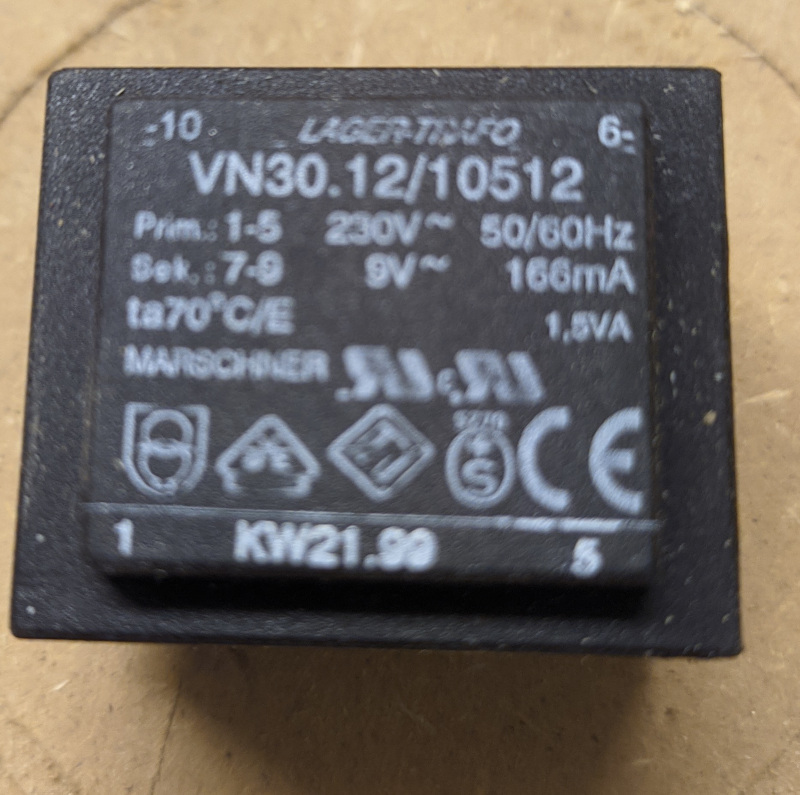 -10 LAGER-TRAFO 6-
VN30.12/10512
Prim.: 1-5 230V~ 50/60Hz
Sek.: 7-9 9V~ 166mA
ta70°C/E 1,5VA
MARSCHNER
S CE
1 KW21.99 5